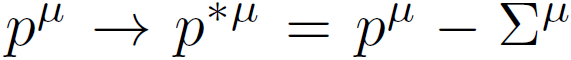 p^μ → p^{*μ} = p^μ − Σ^μ